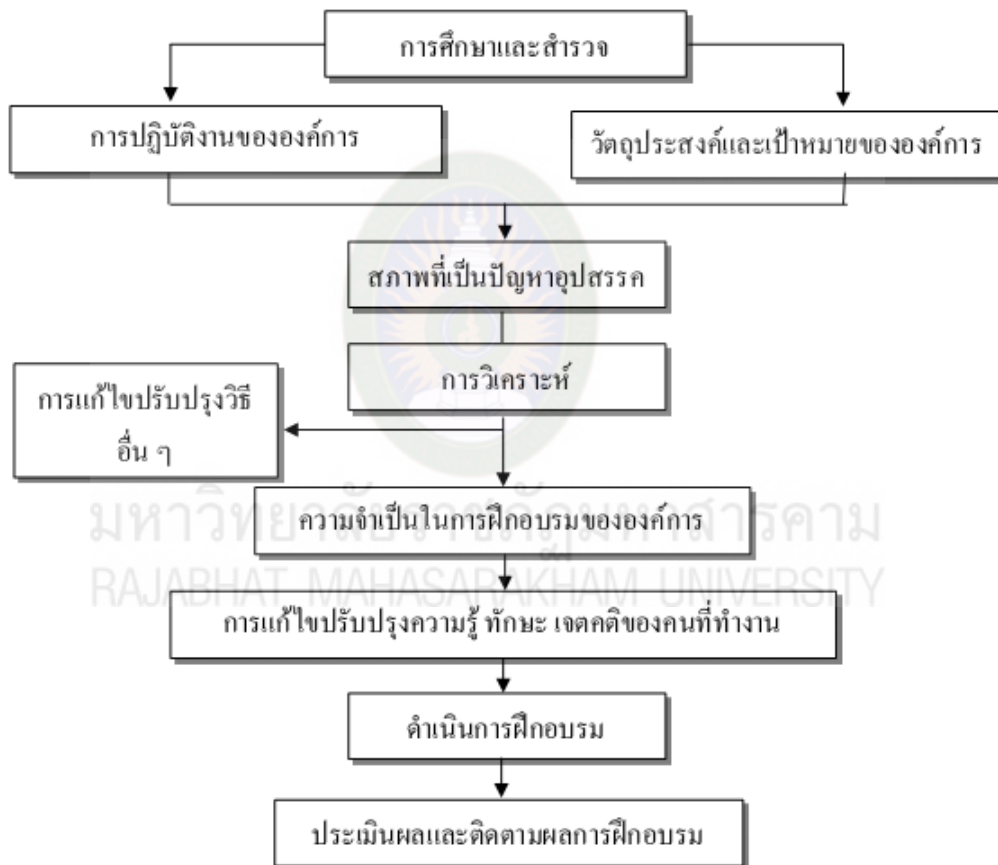 การศึกษาและสำรวจ
การปฏิบัติงานขององค์การ
วัตถุประสงค์และเป้าหมายขององค์การ
สภาพที่เป็นปัญหาอุปสรรค
การวิเคราะห์
การแก้ไขปรับปรุงวิธี
อื่น ๆ
ความจำเป็นในการฝึกอบรมขององค์การ
มหาวิทยาลัยราชภัฏมหาสารคาม
RAJABHAT MAHASARAKHAM UNIVERSITY
การแก้ไขปรับปรุงความรู้ ทักษะ เจตคติของคนที่ทำงาน
ดำเนินการฝึกอบรม
ประเมินผลและติดตามผลการฝึกอบรม